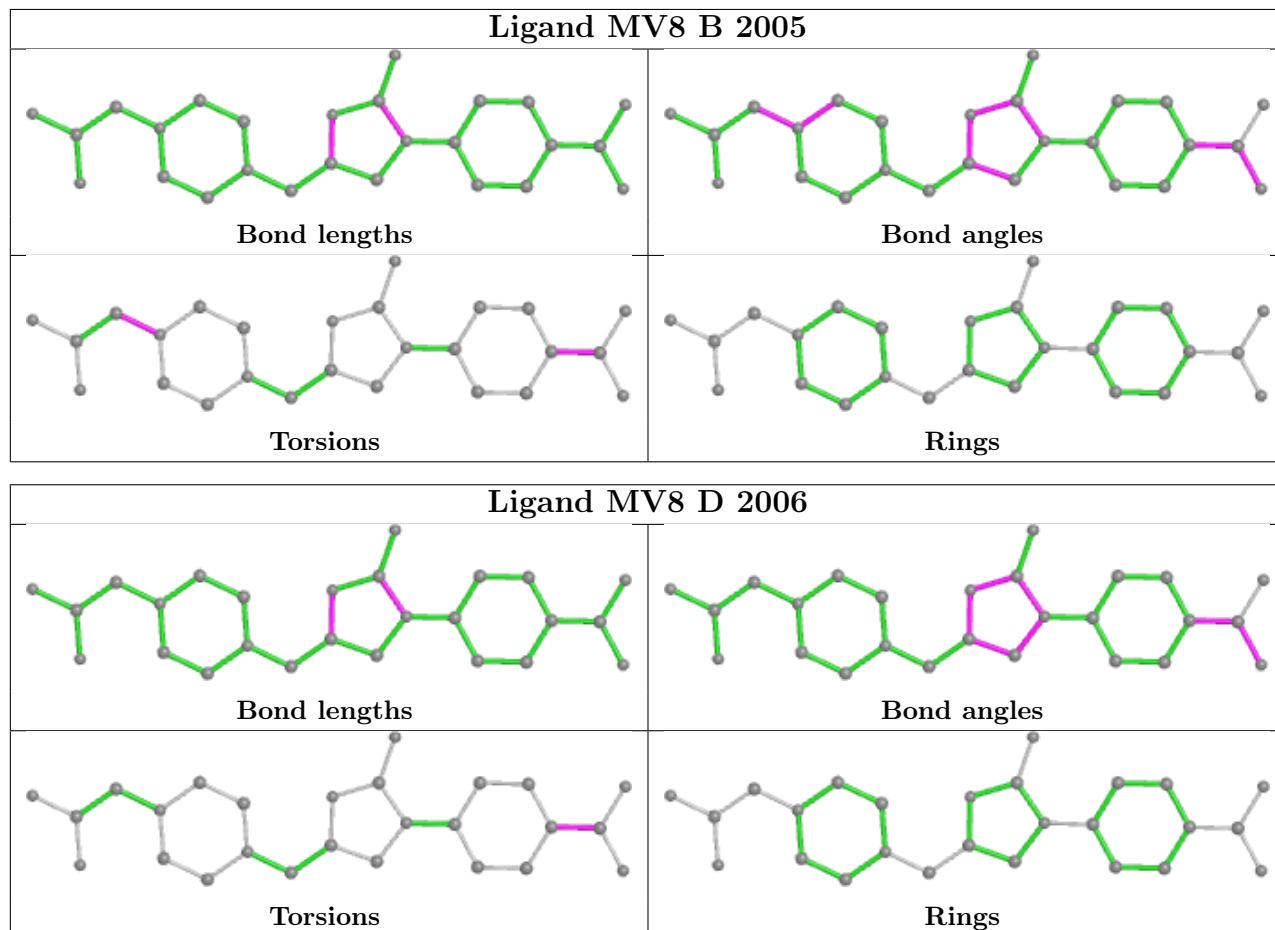 Ligand MV8 B 2005
Bond lengths
Bond angles
Torsions
Rings
Ligand MV8 D 2006
Bond lengths
Bond angles
Torsions
Rings